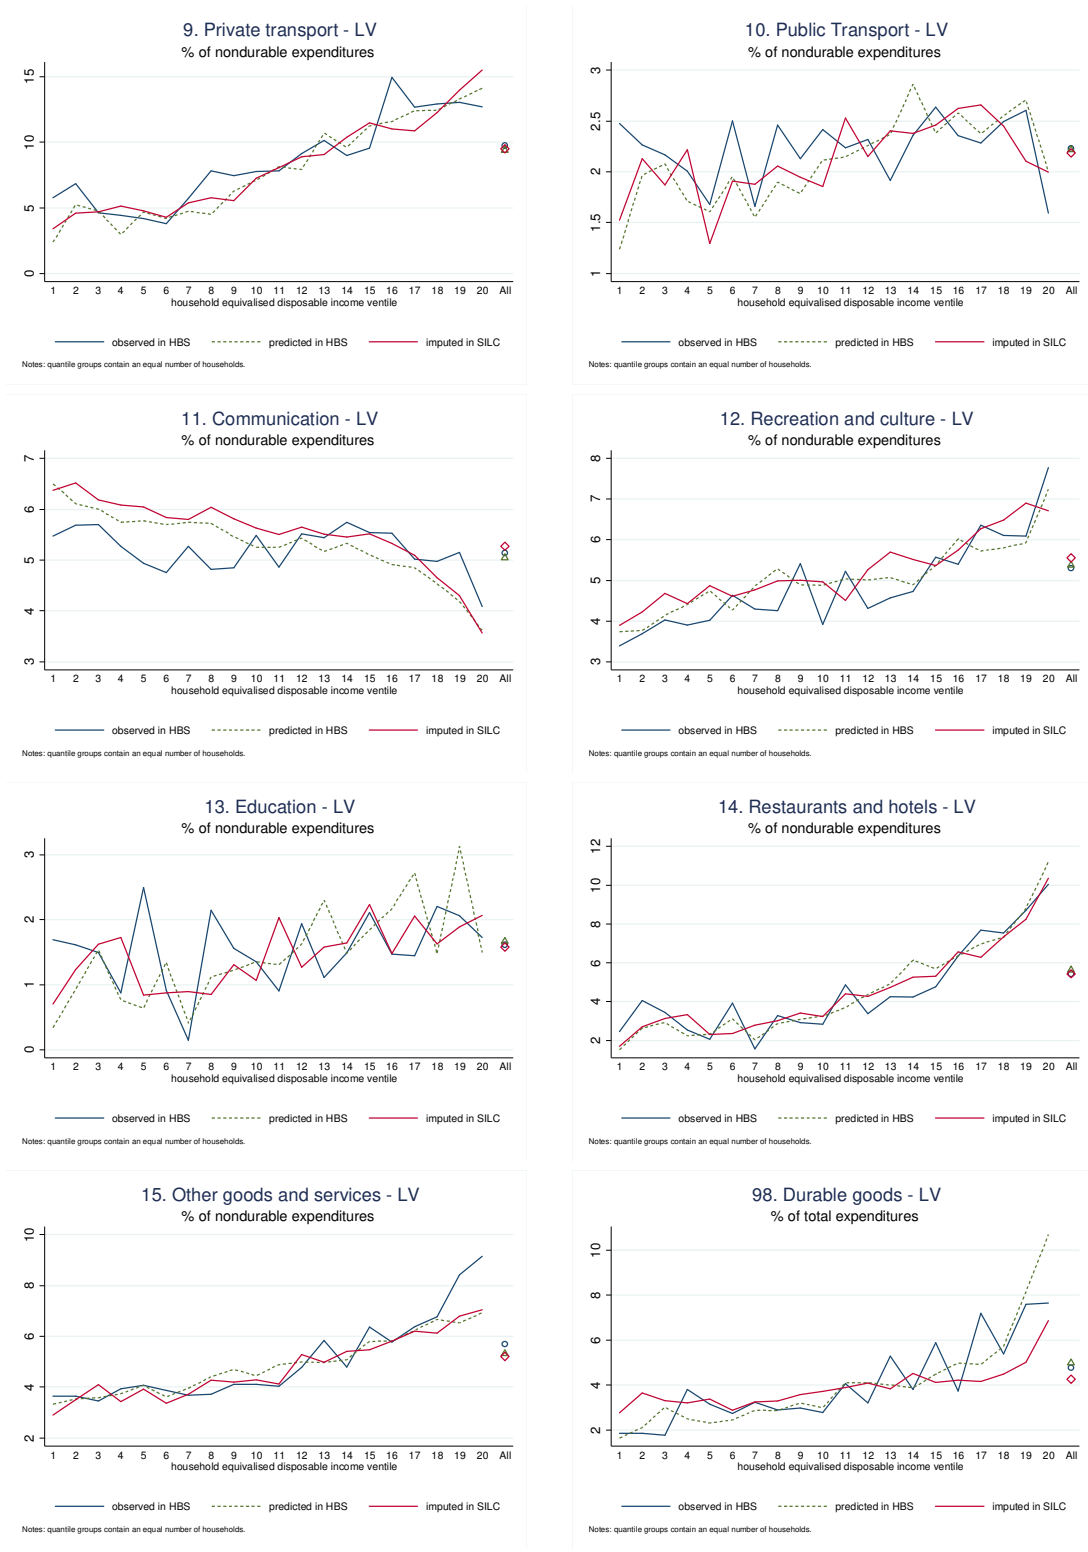 9. Private transport - LV
% of nondurable expenditures
15
10
5
0
1 2 3 4 5 6 7 8 9 10 11 12 13 14 15 16 17 18 19 20 All
household equivalised disposable income ventile
observed in HBS predicted in HBS imputed in SILC
Notes: quantile groups contain an equal number of households.
10. Public Transport - LV
% of nondurable expenditures
3
2.5
2
1.5
1
1 2 3 4 5 6 7 8 9 10 11 12 13 14 15 16 17 18 19 20 All
household equivalised disposable income ventile
observed in HBS predicted in HBS imputed in SILC
Notes: quantile groups contain an equal number of households.
11. Communication - LV
% of nondurable expenditures
7
6
5
4
3
1 2 3 4 5 6 7 8 9 10 11 12 13 14 15 16 17 18 19 20 All
household equivalised disposable income ventile
observed in HBS predicted in HBS imputed in SILC
Notes: quantile groups contain an equal number of households.
12. Recreation and culture - LV
% of nondurable expenditures
8
7
6
5
4
3
1 2 3 4 5 6 7 8 9 10 11 12 13 14 15 16 17 18 19 20 All
household equivalised disposable income ventile
observed in HBS predicted in HBS imputed in SILC
Notes: quantile groups contain an equal number of households.
13. Education - LV
% of nondurable expenditures
3
2
1
0
1 2 3 4 5 6 7 8 9 10 11 12 13 14 15 16 17 18 19 20 All
household equivalised disposable income ventile
observed in HBS predicted in HBS imputed in SILC
Notes: quantile groups contain an equal number of households.
14. Restaurants and hotels - LV
% of nondurable expenditures
12
10
8
6
4
2
1 2 3 4 5 6 7 8 9 10 11 12 13 14 15 16 17 18 19 20 All
household equivalised disposable income ventile
observed in HBS predicted in HBS imputed in SILC
Notes: quantile groups contain an equal number of households.
15. Other goods and services - LV
% of nondurable expenditures
10
8
6
4
2
1 2 3 4 5 6 7 8 9 10 11 12 13 14 15 16 17 18 19 20 All
household equivalised disposable income ventile
observed in HBS predicted in HBS imputed in SILC
Notes: quantile groups contain an equal number of households.
98. Durable goods - LV
% of total expenditures
10
8
6
4
2
1 2 3 4 5 6 7 8 9 10 11 12 13 14 15 16 17 18 19 20 All
household equivalised disposable income ventile
observed in HBS predicted in HBS imputed in SILC
Notes: quantile groups contain an equal number of households.